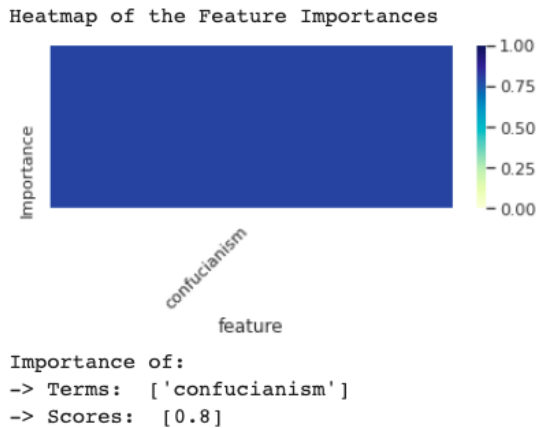 Heatmap of the Feature Importances
1.00
0.75
0.50
0.25
0.00
Importance
confucianism
feature
Importance of:
-> Terms:  ['confucianism']
-> Scores:  [0.8]